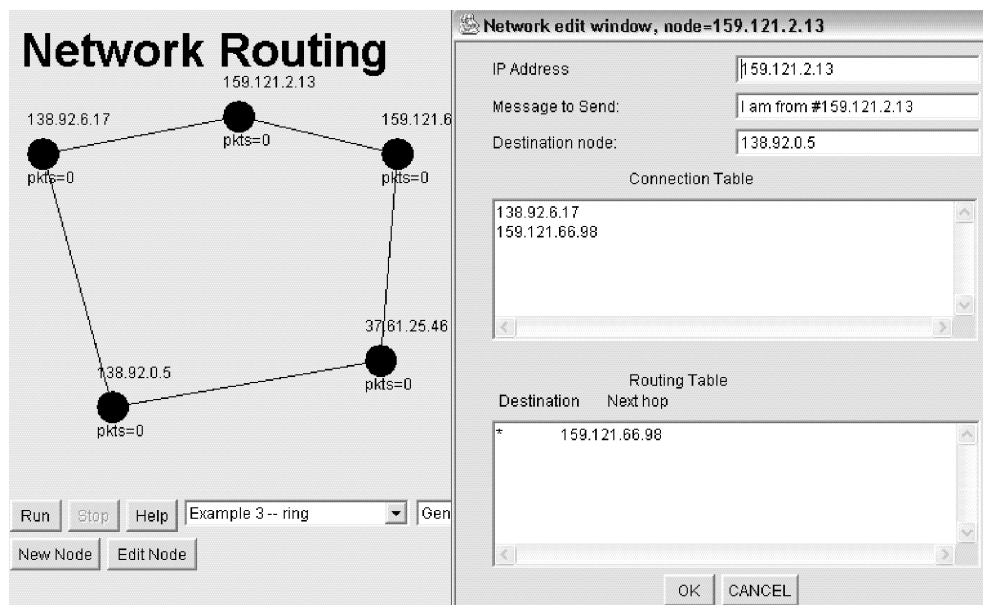 Network Routing
159.121.2.13
138.92.6.17
159.121.6
pkts=0
pkts=0
pkts=0
37.61.25.46
138.92.0.5
pkts=0
pkts=0
Run
Stop
Help
Example 3 -- ring
Gen
New Node
Edit Node
Network edit window, node=159.121.2.13
IP Address
159.121.2.13
Message to Send:
I am from #159.121.2.13
Destination node:
138.92.0.5
Connection Table
138.92.6.17
159.121.66.98
Routing Table
Destination Next hop
* 159.121.66.98
OK
CANCEL